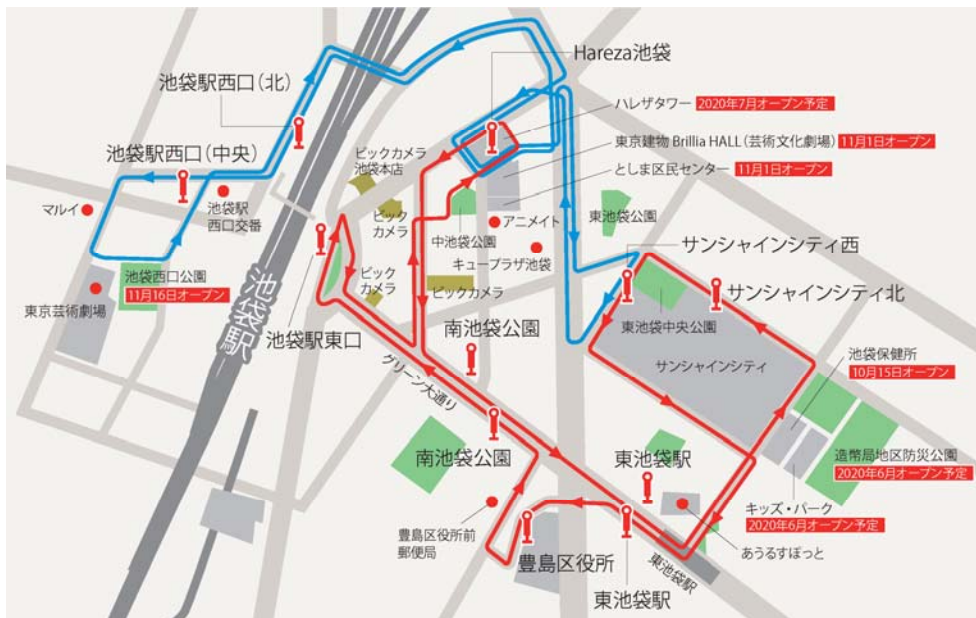 Hareza池袋
池袋駅西口(北)
ハレザタワー 2020年7月オープン予定
東京建物 Brillia HALL(芸術文化劇場) 11月1日オープン
池袋駅西口(中央)
ビックカメラ
池袋本店
としま区民センター 11月1日オープン
マルイ
池袋駅
西口交番
ビック
カメラ
中池袋公園
アニメイト
東池袋公園
キュープラザ池袋
サンシャインシティ西
池袋西口公園
11月16日オープン
東京芸術劇場
池袋駅
池袋駅東口
ビック
カメラ
ビックカメラ
サンシャインシティ北
東池袋中央公園
南池袋公園
サンシャインシティ
池袋保健所
10月15日オープン
グリーン大通り
南池袋公園
東池袋駅
造幣局地区防災公園
2020年6月オープン予定
キッズ・パーク
2020年6月オープン予定
豊島区役所前
郵便局
豊島区役所
東池袋駅
東池袋駅
あうるすぽっと